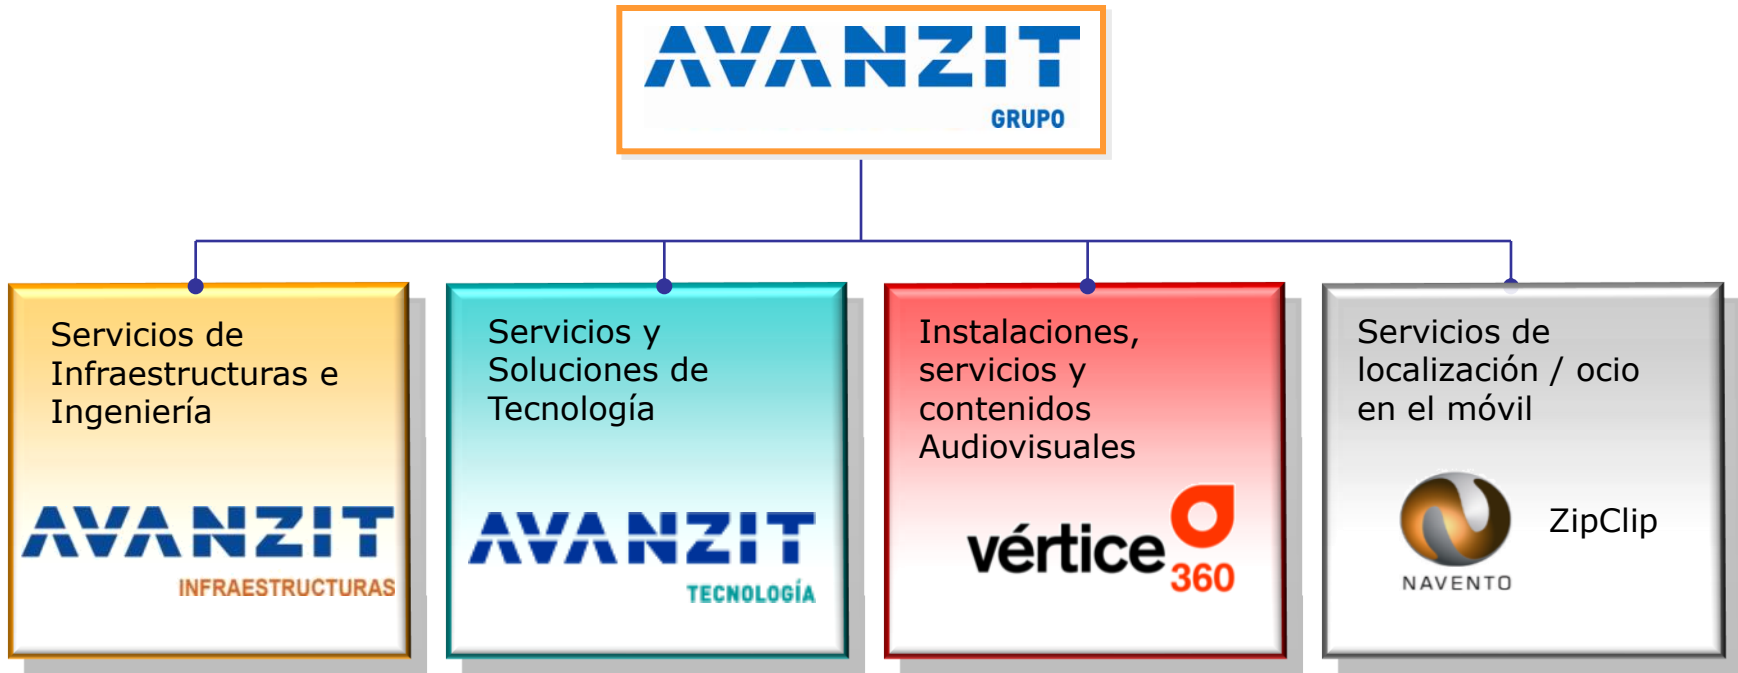 AVANZIT
GRUPO
Servicios de
Infraestructuras e
Ingeniería
AVANZIT
INFRAESTRUCTURAS
Servicios y
Soluciones de
Tecnología
AVANZIT
TECNOLOGÍA
Instalaciones,
servicios y
contenidos
Audiovisuales
vértice
360
Servicios de
localización / ocio
en el móvil
NAVENTO
ZipClip